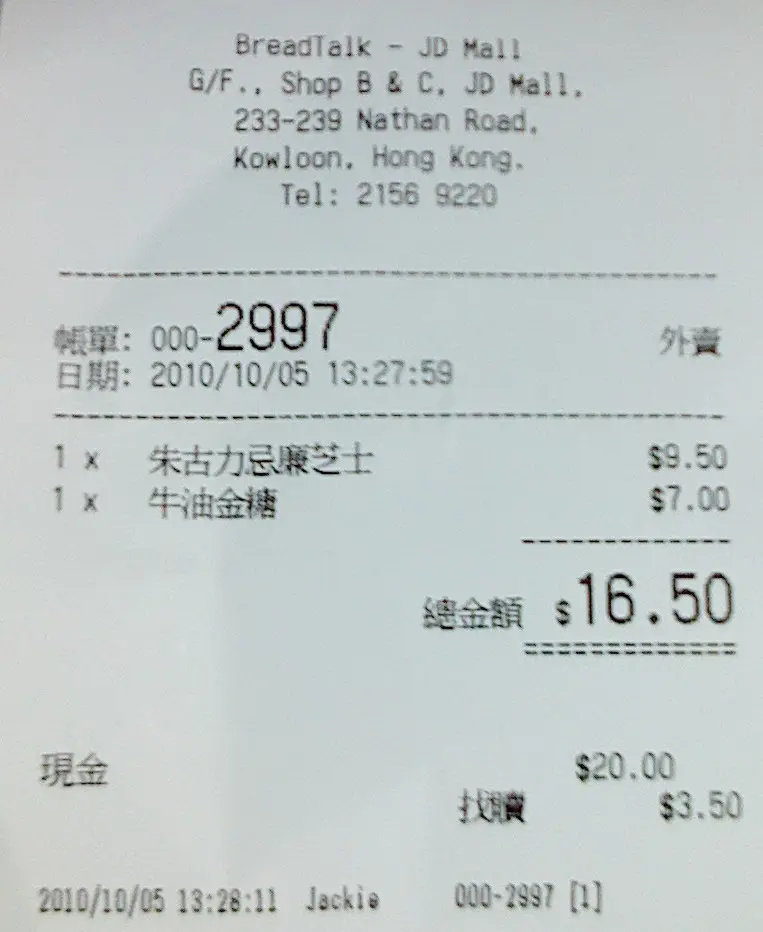 BreadTalk - JD Mall
G/F., Shop B & C, JD Mall,
233-239 Nathan Road,
Kowloon, Hong Kong.
Tel: 2156 9220
帳單: 000-2997 外賣
日期: 2010/10/05 13:27:59
1 x 朱古力忌廉芝士 $9.50
1 x 牛油金糖 $7.00
總金額 $16.50
現金 $20.00
找贖 $3.50
2010/10/05 13:28:11 Jackie 000-2997 [1]